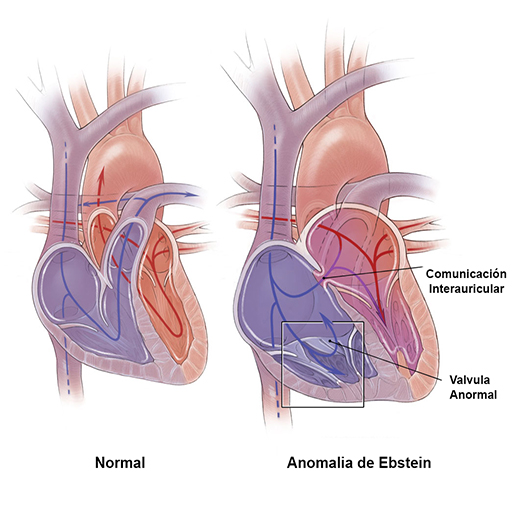 Comunicación
Interauricular
Valvula
Anormal
Normal
Anomalia de Ebstein